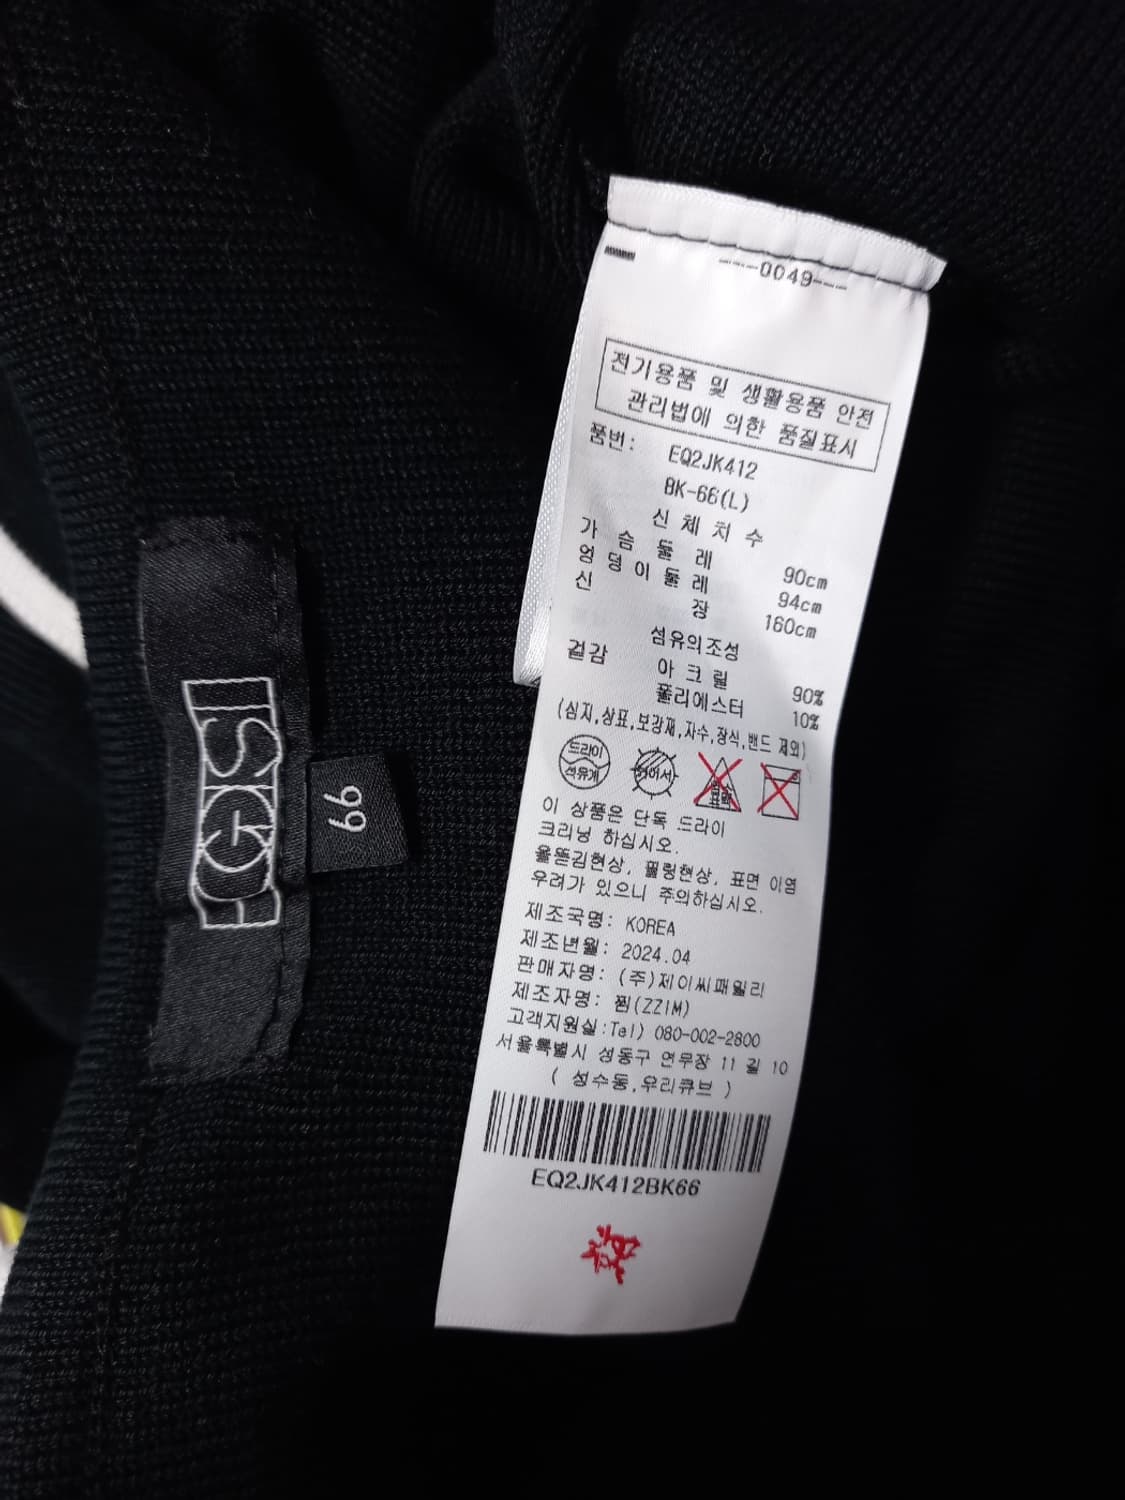 0049
전기용품 및 생활용품 안전
관리법에 의한 품질표시
품번: EQ2JK412
BK-66(L)
신체치수
가슴둘레 90cm
엉덩이둘레 94cm
신장 160cm
섬유의조성
겉감 아크릴 90%
폴리에스터 10%
(심지,상표,보강재,자수,장식,밴드 제외)
드라이
석유계
이 상품은 단독 드라이
크리닝 하십시오.
올뜯김현상, 필링현상, 표면 이염
우려가 있으니 주의하십시오.
제조국명: KOREA
제조년월: 2024.04
판매자명: (주)제이씨패밀리
제조자명: 찜(ZZIM)
고객지원실:Tel) 080-002-2800
서울특별시 성동구 연무장 11 길 10
( 성수동,우리큐브 )
EQ2JK412BK66
EGISII
66